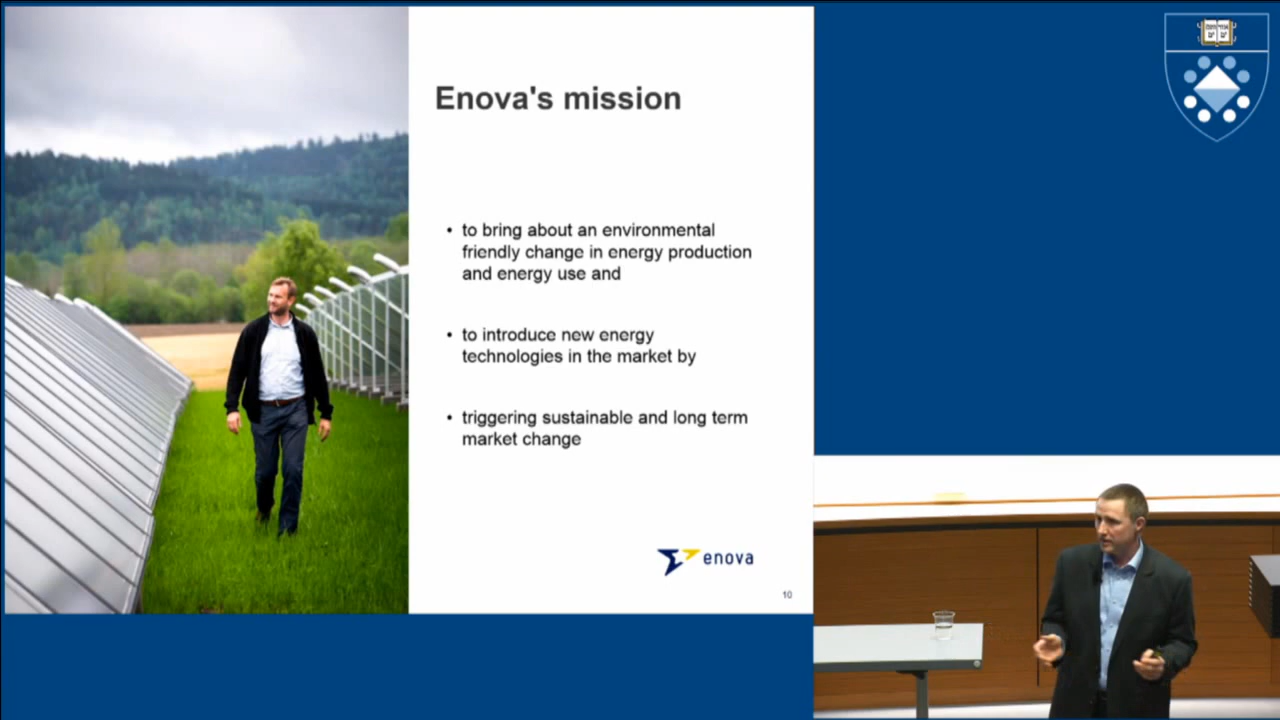 Enova's mission
• to bring about an environmental
friendly change in energy production
and energy use and
• to introduce new energy
technologies in the market by
• triggering sustainable and long term
market change
enova
10